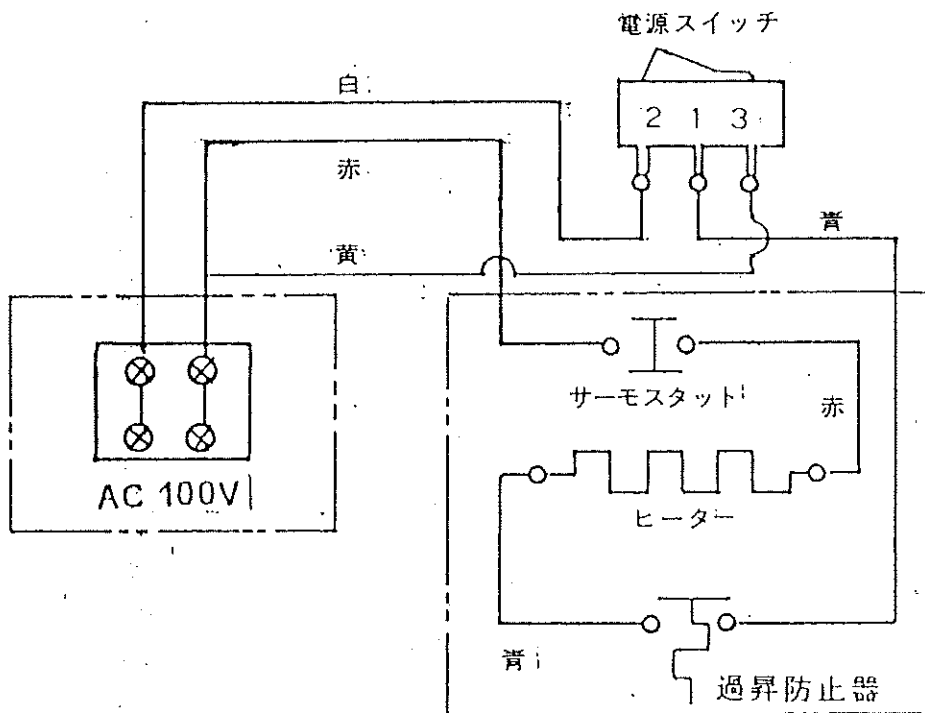 電源スイッチ
白
2 1 3
赤
青
黄
サーモスタット
赤
AC 100V
ヒーター
青
過昇防止器